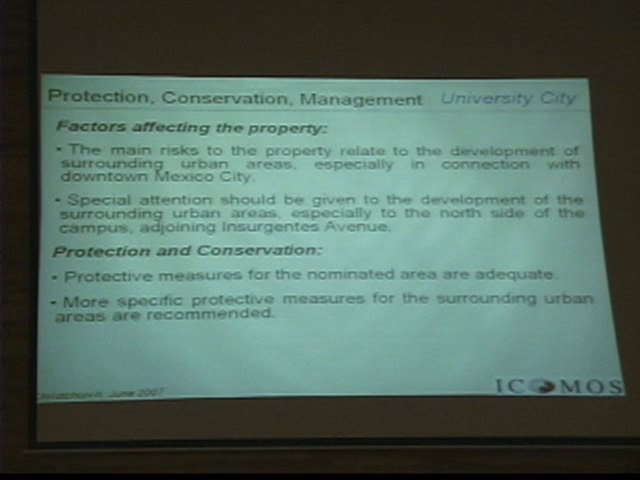 Protection, Conservation, Management University City
Factors affecting the property:
• The main risks to the property relate to the development of
surrounding urban areas, especially in connection with
downtown Mexico City.
• Special attention should be given to the development of the
surrounding urban areas, especially to the north side of the
campus, adjoining Insurgentes Avenue.
Protection and Conservation:
• Protective measures for the nominated area are adequate.
• More specific protective measures for the surrounding urban
areas are recommended.
Christchurch, June 2007
ICOMOS